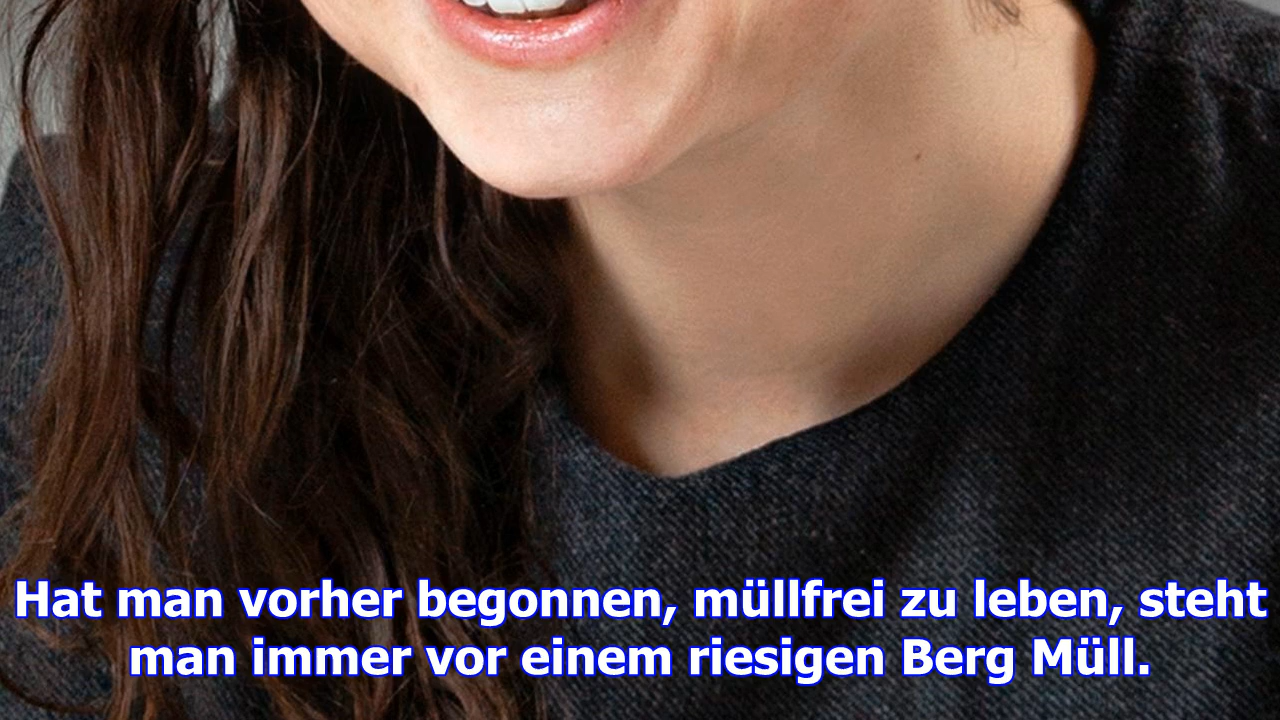 Hat man vorher begonnen, müllfrei zu leben, steht
man immer vor einem riesigen Berg Müll.